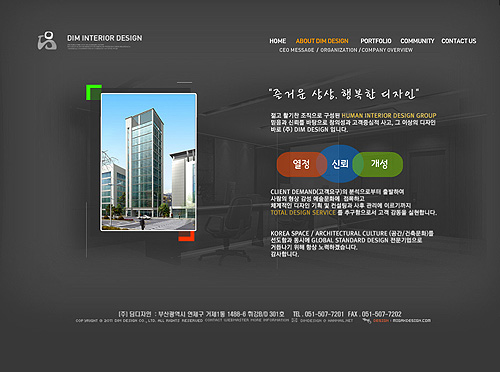 DIM INTERIOR DESIGN
HOME ABOUT DIM DESIGN PORTFOLIO COMMUNITY CONTACT US
CEO MESSAGE / ORGANIZATION / COMPANY OVERVIEW
"즐거운 상상, 행복한 디자인"
젊고 활기찬 조직으로 구성된 HUMAN INTERIOR DESIGN GROUP
믿음과 신뢰를 바탕으로 창의성과 고객중심적 사고, 그 이상의 디자인
바로 (주) DIM DESIGN 입니다.
열정 신뢰 개성
CLIENT DEMAND(고객요구)의 분석으로부터 출발하여
사람의 형상 감성 예술문화에 접목하고
체계적인 디자인 기획 및 컨설팅과 사후 관리에 이르기까지
TOTAL DESIGN SERVICE 를 추구함으로서 고객 감동을 실현합니다.
KOREA SPACE / ARCHITECTURAL CULTURE (공간/건축문화)를
선도함과 동시에 GLOBAL STANDARD DESIGN 전문기업으로
거듭나기 위해 항상 노력하겠습니다.
감사합니다.
(주) 딤디자인 : 부산광역시 연제구 거제1동 1488-6 B/D 301호 TEL . 051-507-7201 FAX . 051-507-7202
COPYRIGHT © 2011 DIM DESIGN CO., LTD. ALL RIGHTS RESERVED CONTACT WEBMASTER MORE INFORMATION DIMDESIGN @ HANMAIL.NET DESIGN :